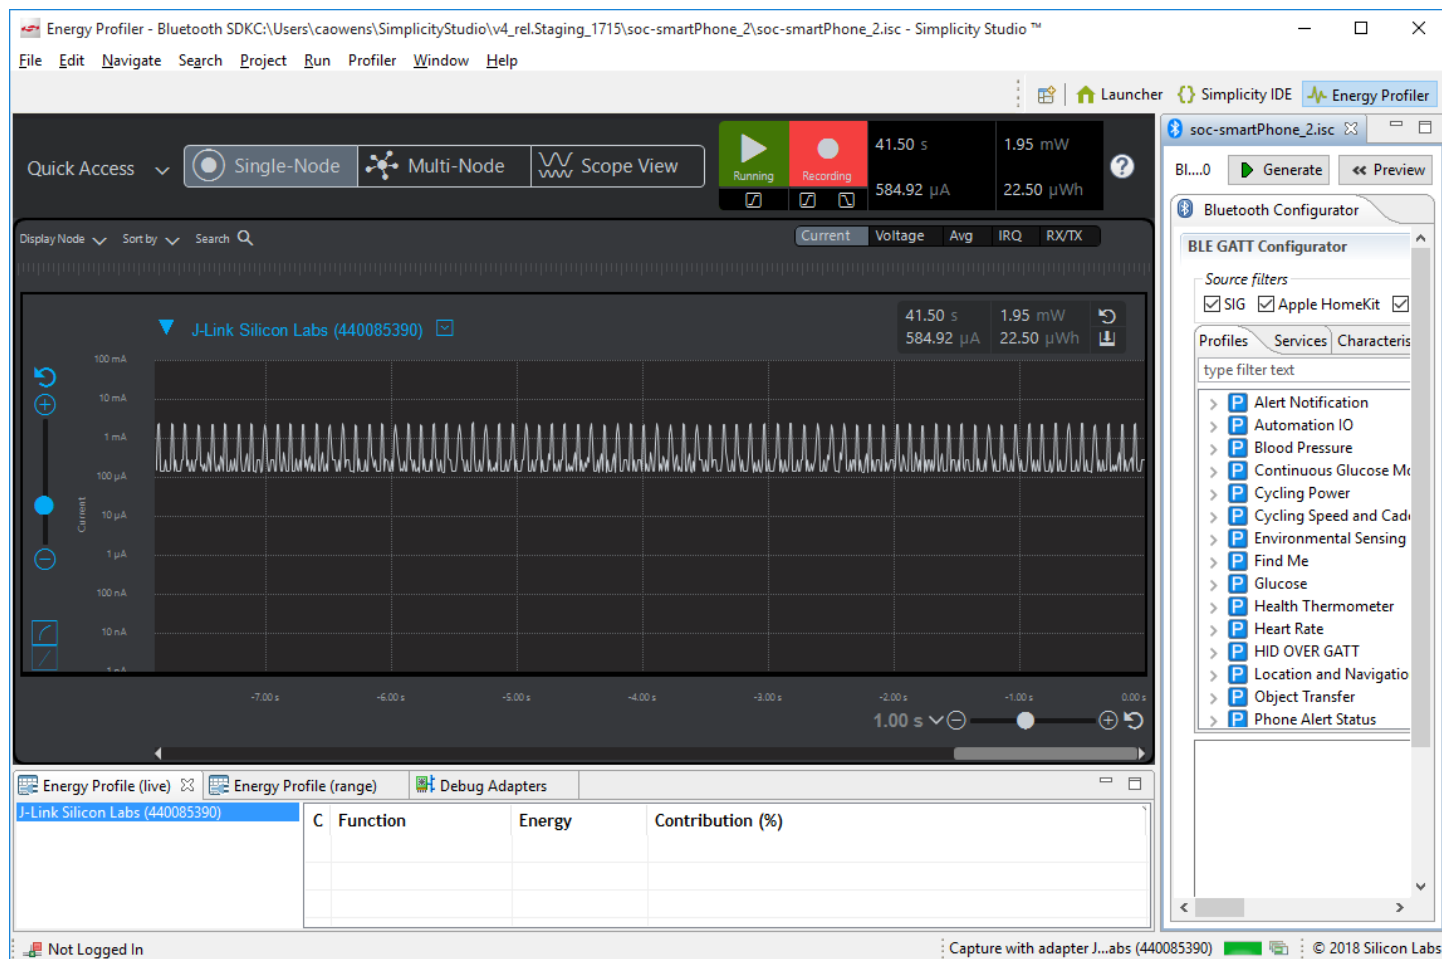 Energy Profiler - Bluetooth SDKC:\Users\caowens\SimplicityStudio\v4_rel.Staging_1715\soc-smartPhone_2\soc-smartPhone_2.isc - Simplicity Studio ™
File Edit Navigate Search Project Run Profiler Window Help
Launcher Simplicity IDE Energy Profiler
Quick Access Single-Node Multi-Node Scope View
Running Recording
41.50 s 1.95 mW
584.92 µA 22.50 µWh
Display Node Sort by Search
Current Voltage Avg IRQ RX/TX
J-Link Silicon Labs (440085390)
41.50 s 1.95 mW
584.92 µA 22.50 µWh
100 mA
10 mA
1 mA
100 µA
10 µA
1 µA
100 nA
10 nA
1 nA
Current
-7.00 s -6.00 s -5.00 s -4.00 s -3.00 s -2.00 s -1.00 s 0.00 s
1.00 s
soc-smartPhone_2.isc
Bl....0 Generate Preview
Bluetooth Configurator
BLE GATT Configurator
Source filters
SIG Apple HomeKit
Profiles Services Characteris
type filter text
P Alert Notification
P Automation IO
P Blood Pressure
P Continuous Glucose Mo
P Cycling Power
P Cycling Speed and Cade
P Environmental Sensing
P Find Me
P Glucose
P Health Thermometer
P Heart Rate
P HID OVER GATT
P Location and Navigatio
P Object Transfer
P Phone Alert Status
Energy Profile (live) Energy Profile (range) Debug Adapters
J-Link Silicon Labs (440085390)
C Function Energy Contribution (%)
Not Logged In
Capture with adapter J...abs (440085390)
© 2018 Silicon Labs